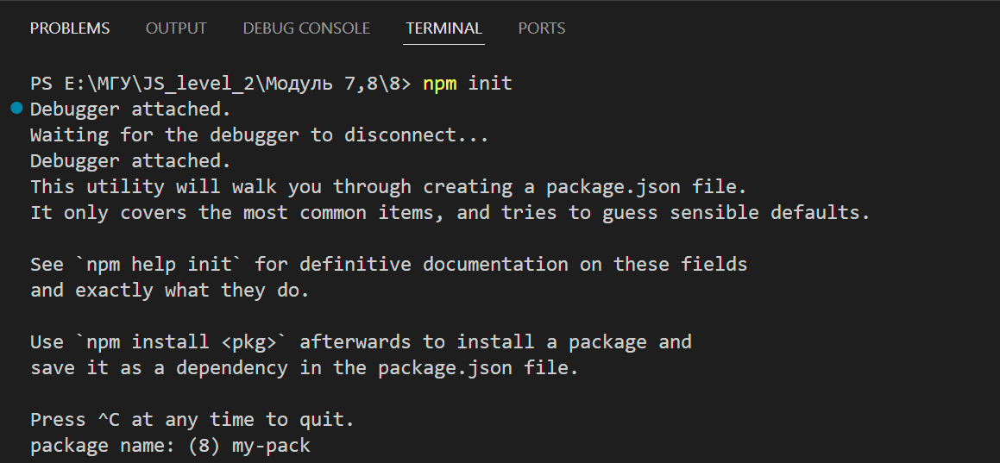 PROBLEMS OUTPUT DEBUG CONSOLE TERMINAL PORTS
PS E:\МГУ\JS_level_2\Модуль 7,8\8> npm init
Debugger attached.
Waiting for the debugger to disconnect...
Debugger attached.
This utility will walk you through creating a package.json file.
It only covers the most common items, and tries to guess sensible defaults.
See `npm help init` for definitive documentation on these fields
and exactly what they do.
Use `npm install <pkg>` afterwards to install a package and
save it as a dependency in the package.json file.
Press ^C at any time to quit.
package name: (8) my-pack